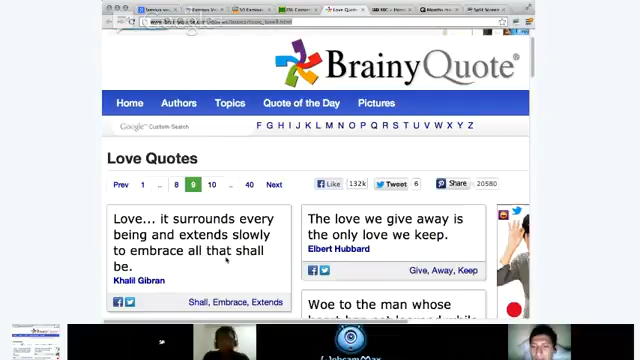 BrainyQuote®
Home Authors Topics Quote of the Day Pictures
Google™ Custom Search
F G H I J K L M N O P Q R S T U V W X Y Z
Love Quotes
Prev 1 .. 8 9 10 .. 40 Next
Like 132k Tweet 6 Share 20580
Love... it surrounds every
being and extends slowly
to embrace all that shall
be.
Khalil Gibran
Shall, Embrace, Extends
The love we give away is
the only love we keep.
Elbert Hubbard
Give, Away, Keep
Woe to the man whose